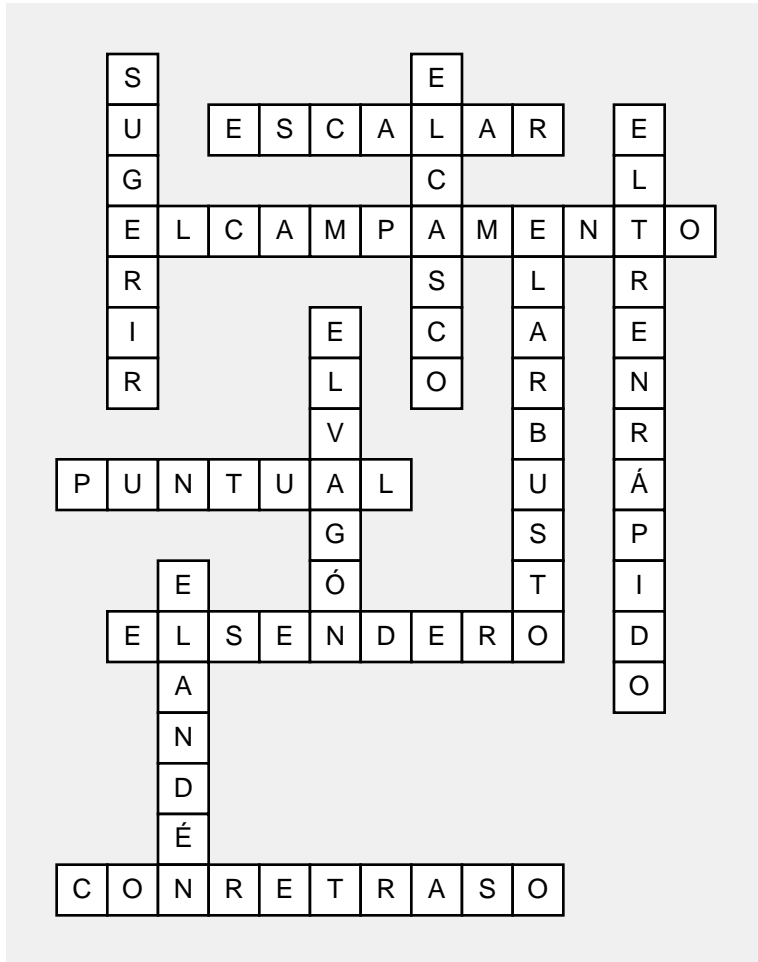 SUGERIR
ELCASCO
ESCALAR
ELTRENRÁPIDO
ELCAMPAMENTO
ELARBUSTO
ELVAGÓN
PUNTUAL
ELANDÉN
ELSENDERO
CONRETRASO